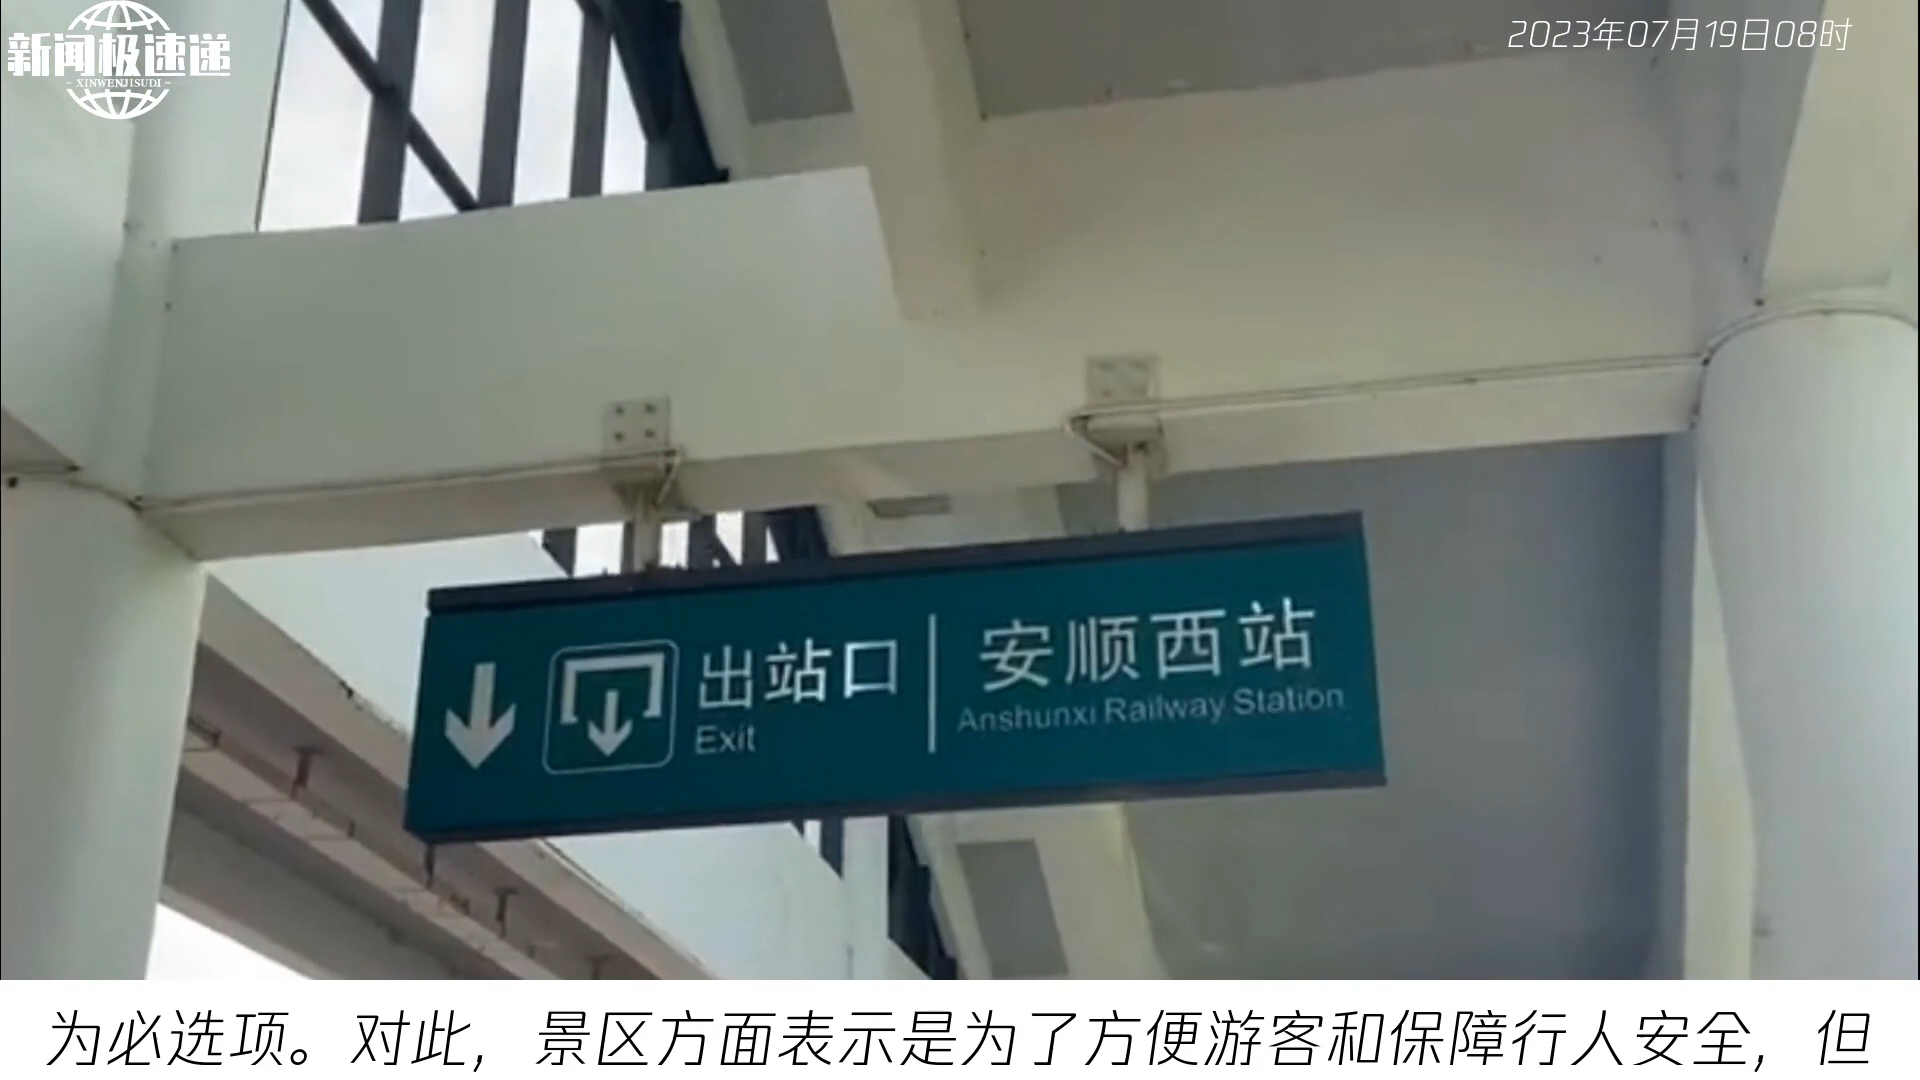 新闻极速递
XINWENJISUDI
2023年07月19日08时
出站口
Exit
安顺西站
Anshunxi Railway Station
为必选项。对此，景区方面表示是为了方便游客和保障行人安全，但